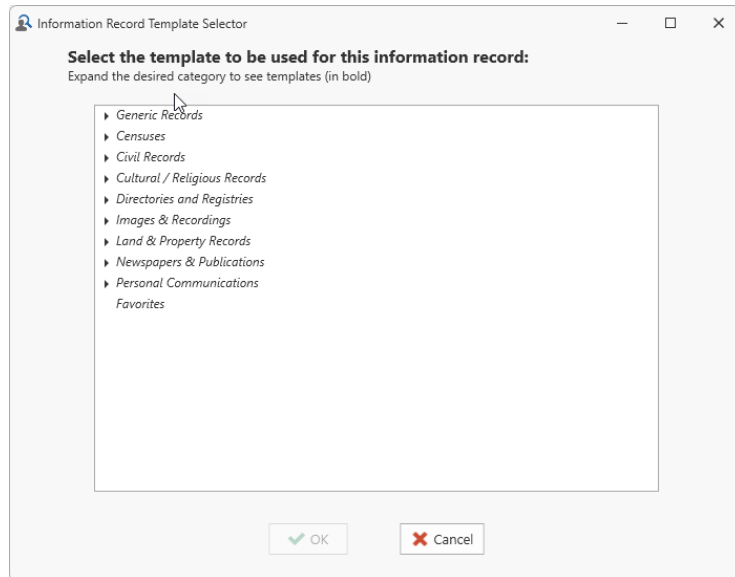 Information Record Template Selector
Select the template to be used for this information record:
Expand the desired category to see templates (in bold)
Generic Records
Censuses
Civil Records
Cultural / Religious Records
Directories and Registries
Images & Recordings
Land & Property Records
Newspapers & Publications
Personal Communications
Favorites
OK
Cancel